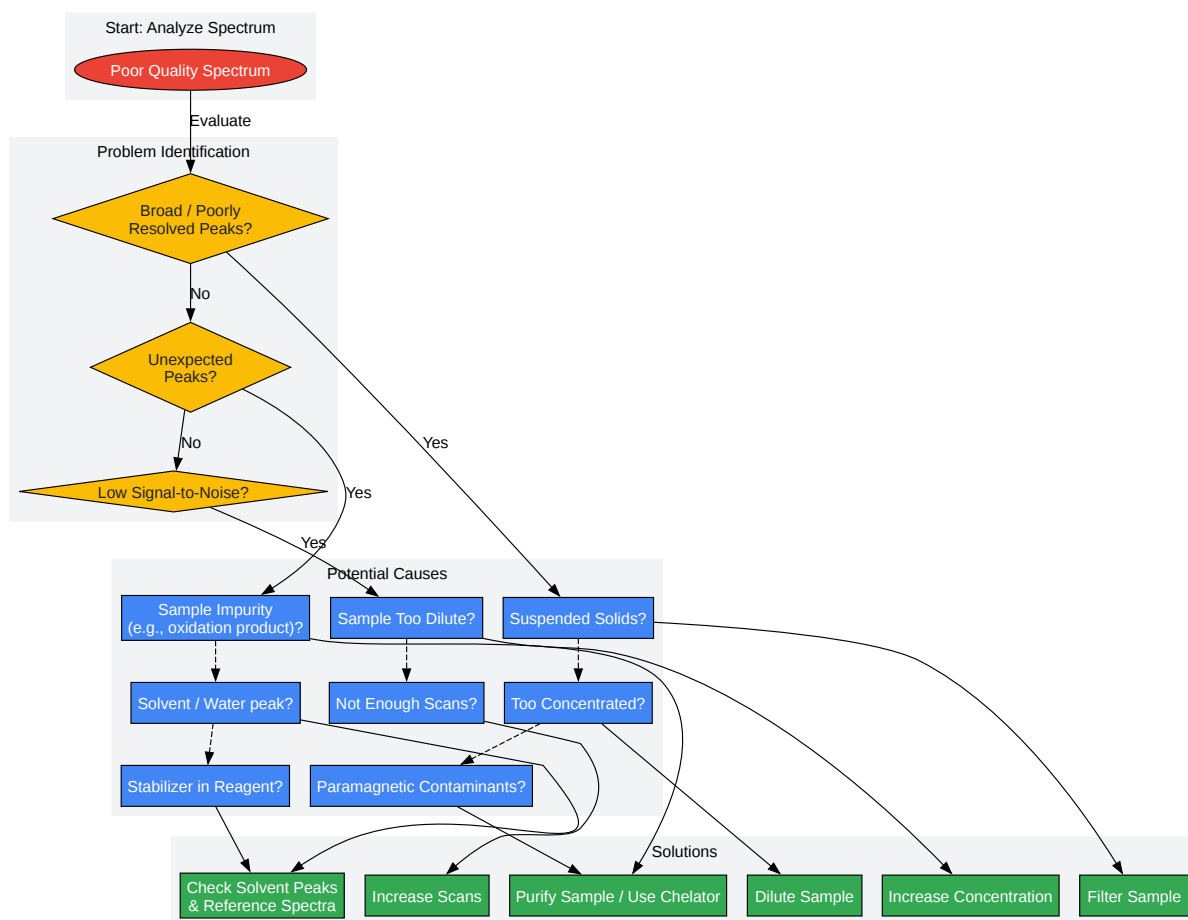 Start: Analyze Spectrum
Poor Quality Spectrum
Evaluate
Problem Identification
Broad / Poorly
Resolved Peaks?
No
Unexpected
Peaks?
No
Yes
Low Signal-to-Noise?
Yes
Yes
Potential Causes
Sample Impurity
(e.g., oxidation product)?
Sample Too Dilute?
Suspended Solids?
Solvent / Water peak?
Not Enough Scans?
Too Concentrated?
Stabilizer in Reagent?
Paramagnetic Contaminants?
Solutions
Check Solvent Peaks
& Reference Spectra
Increase Scans
Purify Sample / Use Chelator
Dilute Sample
Increase Concentration
Filter Sample